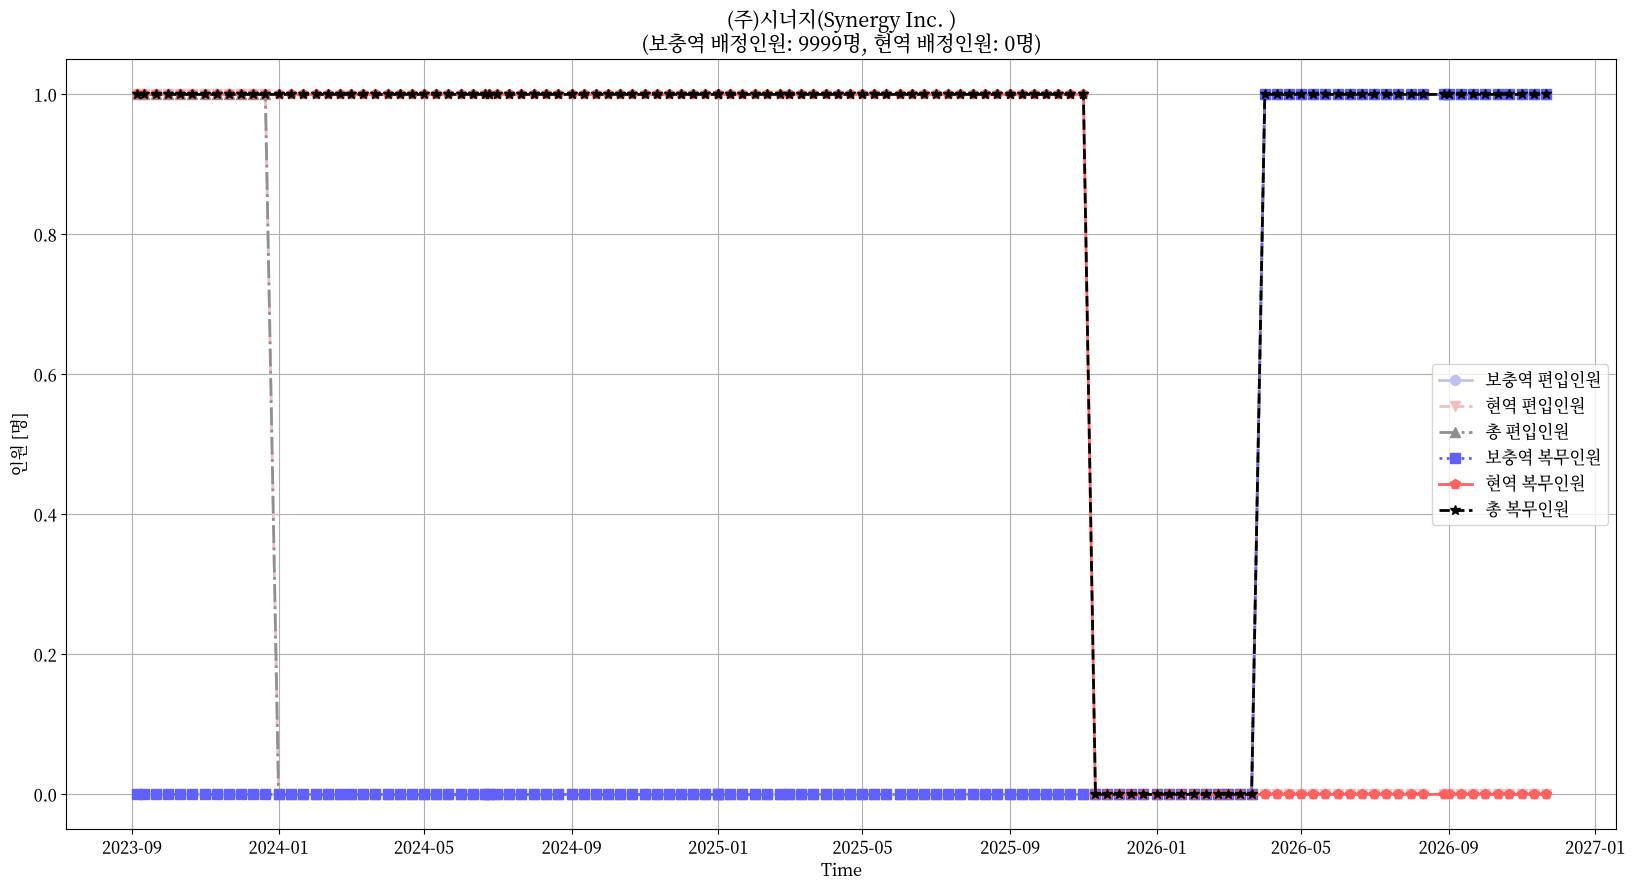 (주)시너지(Synergy Inc. )
(보충역 배정인원: 9999명, 현역 배정인원: 0명)
인원 [명]
1.0
0.8
0.6
0.4
0.2
0.0
보충역 편입인원
현역 편입인원
총 편입인원
보충역 복무인원
현역 복무인원
총 복무인원
2023-09
2024-01
2024-05
2024-09
2025-01
2025-05
2025-09
2026-01
2026-05
2026-09
2027-01
Time